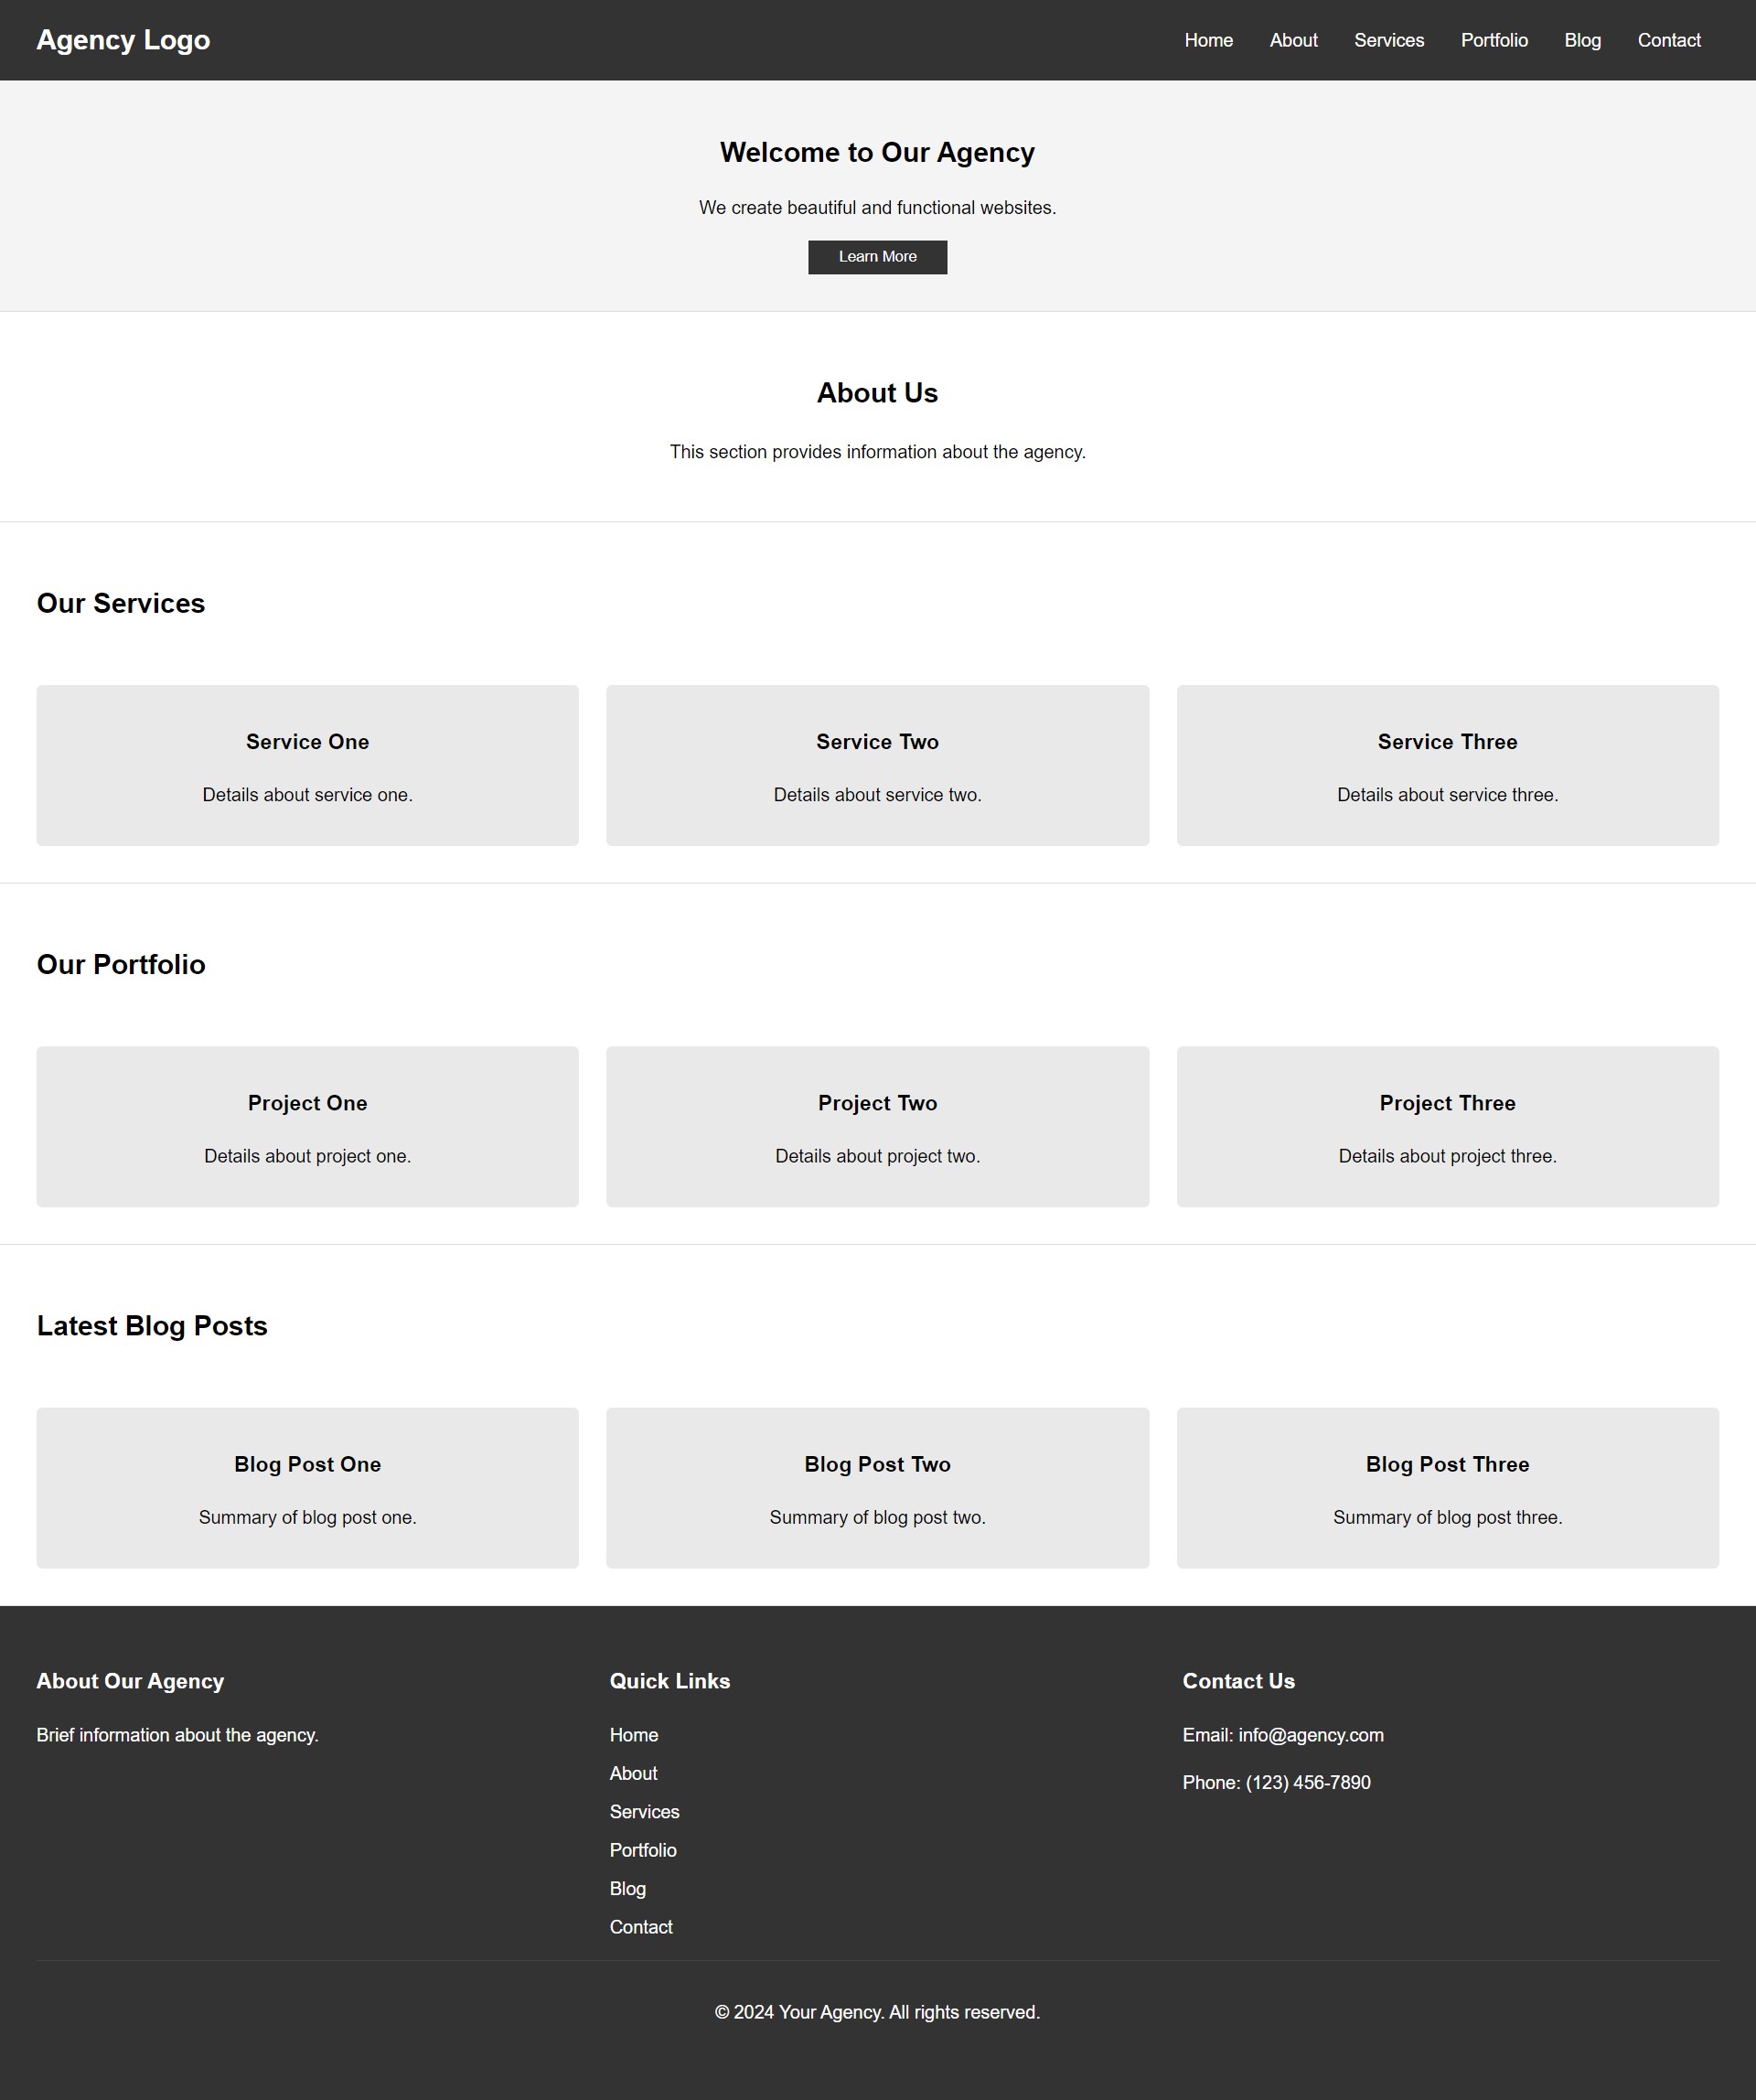 Agency Logo
Home About Services Portfolio Blog Contact
Welcome to Our Agency
We create beautiful and functional websites.
Learn More
About Us
This section provides information about the agency.
Our Services
Service One
Details about service one.
Service Two
Details about service two.
Service Three
Details about service three.
Our Portfolio
Project One
Details about project one.
Project Two
Details about project two.
Project Three
Details about project three.
Latest Blog Posts
Blog Post One
Summary of blog post one.
Blog Post Two
Summary of blog post two.
Blog Post Three
Summary of blog post three.
About Our Agency
Brief information about the agency.
Quick Links
Home
About
Services
Portfolio
Blog
Contact
Contact Us
Email: info@agency.com
Phone: (123) 456-7890
© 2024 Your Agency. All rights reserved.